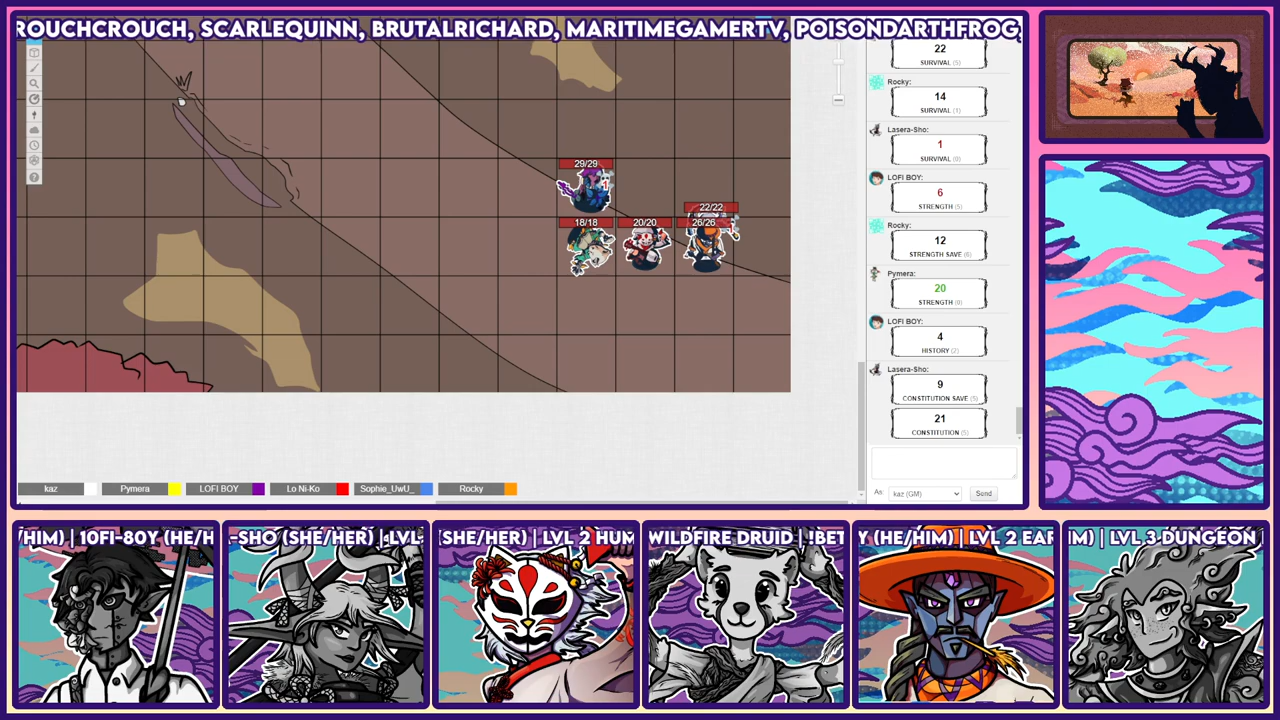 ROUCHCROUCH, SCARLEQUINN, BRUTALRICHARD, MARITIMEGAMERTV, POISONDARTHFROG,
29/29
22/22
18/18
20/20
26/26
22
SURVIVAL (5)
Rocky:
14
SURVIVAL (1)
Lasera-Sho:
1
SURVIVAL (0)
LOFI BOY:
6
STRENGTH (5)
Rocky:
12
STRENGTH SAVE (6)
Pymera:
20
STRENGTH (0)
LOFI BOY:
4
HISTORY (2)
Lasera-Sho:
9
CONSTITUTION SAVE (5)
21
CONSTITUTION (5)
As: kaz (GM) Send
kaz Pymera LOFI BOY Lo Ni-Ko Sophie_UwU_ Rocky
/HIM) | 10FI-80Y (HE/H
-SHO (SHE/HER) | LVL
(SHE/HER) | LVL 2 HUM
WILDFIRE DRUID | !BET
Y (HE/HIM) | LVL 2 EAR
IM) | LVL 3 DUNGEON